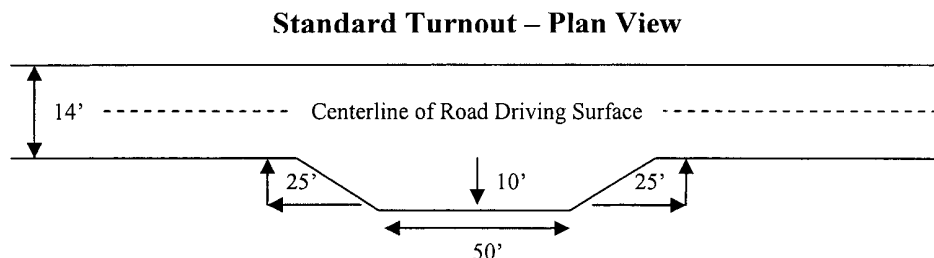 Standard Turnout – Plan View
14'
Centerline of Road Driving Surface
25'
10'
25'
50'